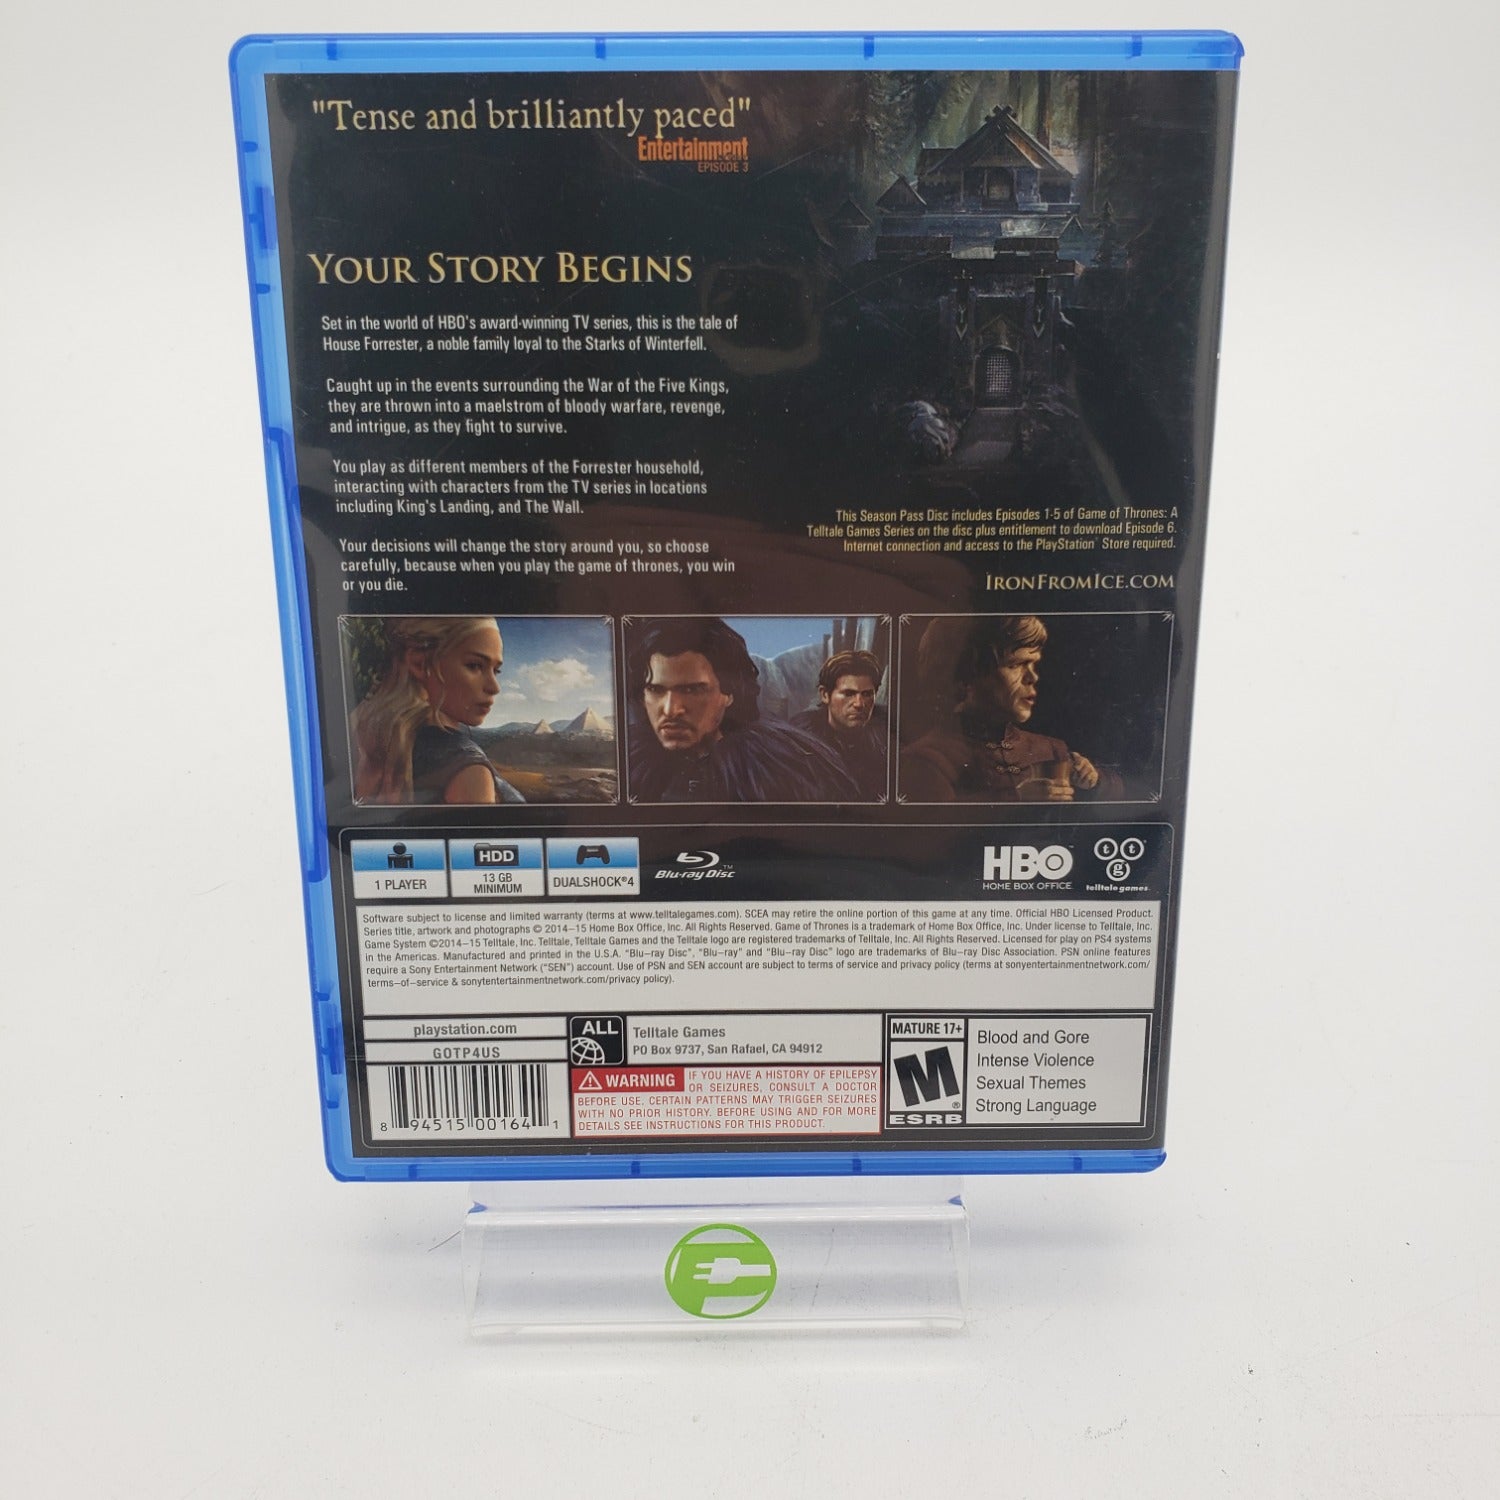 "Tense and brilliantly paced"
Entertainment
EPISODE 3
YOUR STORY BEGINS
Set in the world of HBO's award-winning TV series, this is the tale of
House Forrester, a noble family loyal to the Starks of Winterfell.
Caught up in the events surrounding the War of the Five Kings,
they are thrown into a maelstrom of bloody warfare, revenge,
and intrigue, as they fight to survive.
You play as different members of the Forrester household,
interacting with characters from the TV series in locations
including King's Landing, and The Wall.
Your decisions will change the story around you, so choose
carefully, because when you play the game of thrones, you win
or you die.
This Season Pass Disc includes Episodes 1-5 of Game of Thrones: A
Telltale Games Series on the disc plus entitlement to download Episode 6.
Internet connection and access to the PlayStation Store required.
IRONFROMICE.COM
1 PLAYER
HDD
13 GB
MINIMUM
DUALSHOCK®4
Blu-ray Disc™
HBO
HOME BOX OFFICE
ttg
telltale games
Software subject to license and limited warranty (terms at www.telltalegames.com). SCEA may retire the online portion of this game at any time. Official HBO Licensed Product.
Series title, artwork and photographs © 2014–15 Home Box Office, Inc. All Rights Reserved. Game of Thrones is a trademark of Home Box Office, Inc. Under license to Telltale, Inc.
Game System ©2014–15 Telltale, Inc. Telltale, Telltale Games and the Telltale logo are registered trademarks of Telltale, Inc. All Rights Reserved. Licensed for play on PS4 systems
in the Americas. Manufactured and printed in the U.S.A. "Blu–ray Disc", "Blu–ray" and "Blu–ray Disc" logo are trademarks of Blu–ray Disc Association. PSN online features
require a Sony Entertainment Network ("SEN") account. Use of PSN and SEN account are subject to terms of service and privacy policy (terms at sonyentertainmentnetwork.com/
terms–of–service & sonytentertainmentnetwork.com/privacy policy).
playstation.com
GOTP4US
8 94515 00164 1
ALL
Telltale Games
PO Box 9737, San Rafael, CA 94912
WARNING
IF YOU HAVE A HISTORY OF EPILEPSY
OR SEIZURES, CONSULT A DOCTOR
BEFORE USE. CERTAIN PATTERNS MAY TRIGGER SEIZURES
WITH NO PRIOR HISTORY. BEFORE USING AND FOR MORE
DETAILS SEE INSTRUCTIONS FOR THIS PRODUCT.
MATURE 17+
M®
ESRB
Blood and Gore
Intense Violence
Sexual Themes
Strong Language